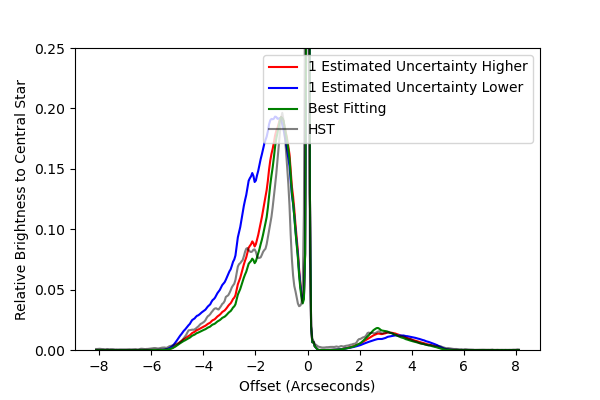 0.25
0.20
0.15
0.10
0.05
0.00
Relative Brightness to Central Star
1 Estimated Uncertainty Higher
1 Estimated Uncertainty Lower
Best Fitting
HST
−8 −6 −4 −2 0 2 4 6 8
Offset (Arcseconds)